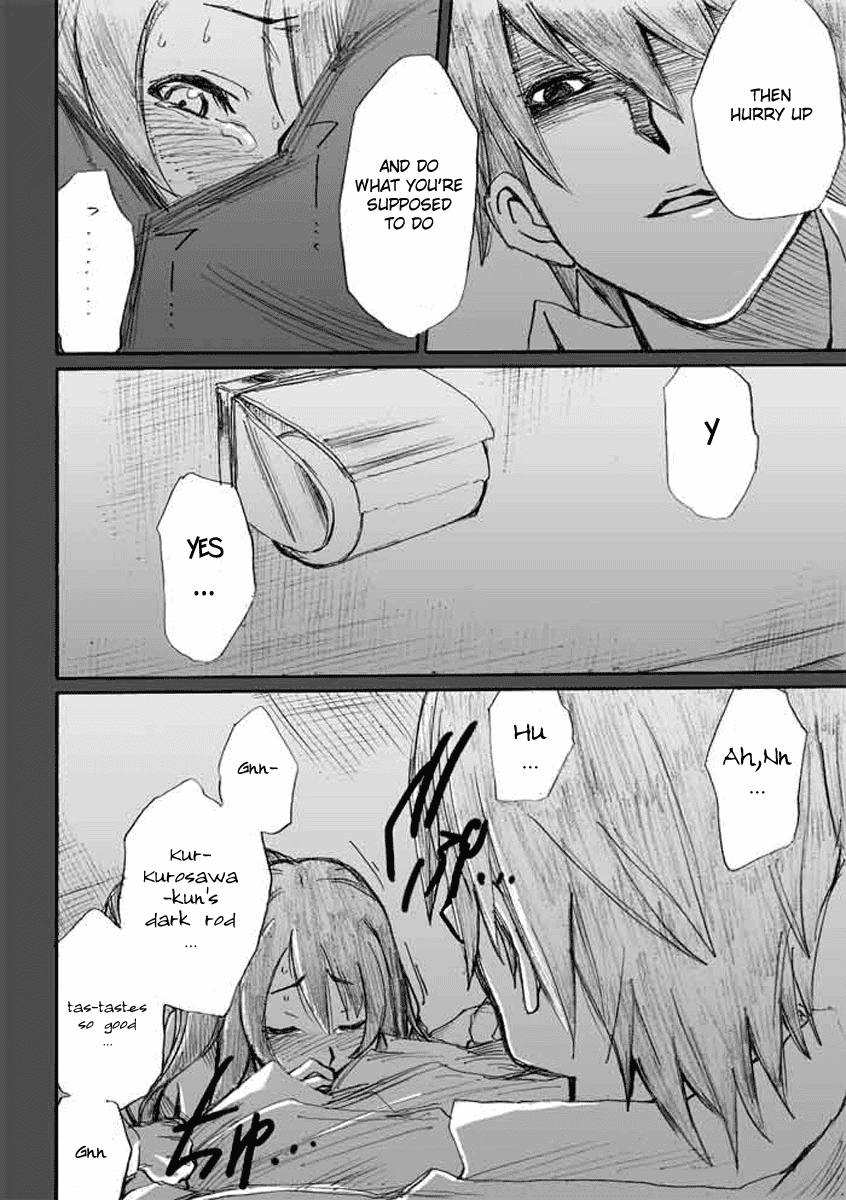 THEN
HURRY UP
AND DO
WHAT YOU'RE
SUPPOSED
TO DO
......
Y
YES
...
Ah,Nn
...
Hu
...
Gnn-
Kur-
kurosawa
-kun's
dark rod
...
tas-tastes
so good
...
Gnn